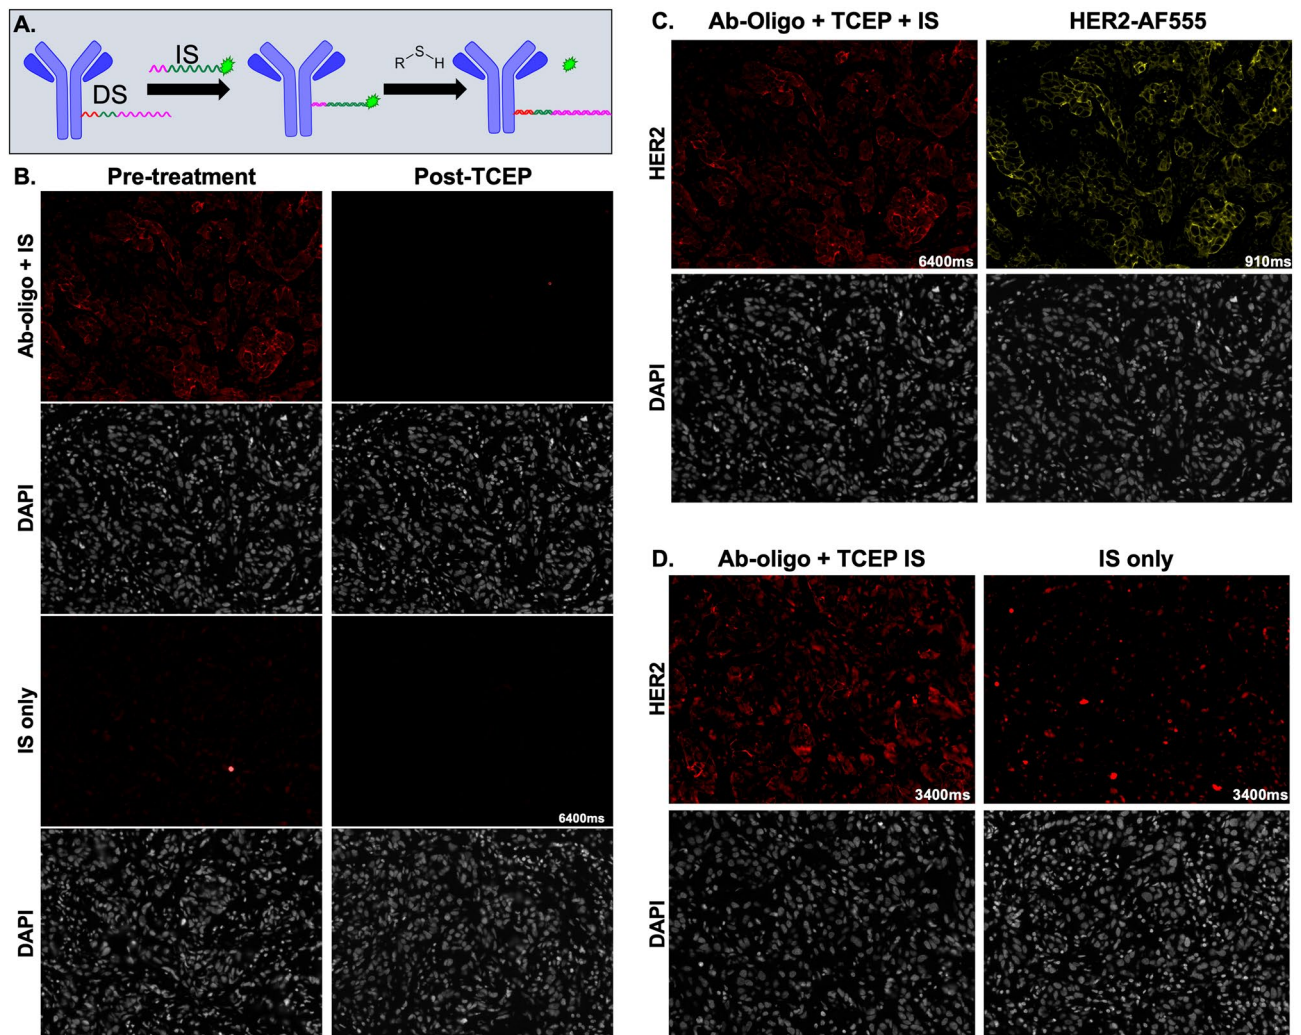 A.
IS
DS
R
S
H
B.
Pre-treatment
Post-TCEP
Ab-oligo + IS
DAPI
IS only
6400ms
DAPI
C.
Ab-Oligo + TCEP + IS
HER2-AF555
HER2
6400ms
910ms
DAPI
D.
Ab-oligo + TCEP IS
IS only
HER2
3400ms
3400ms
DAPI